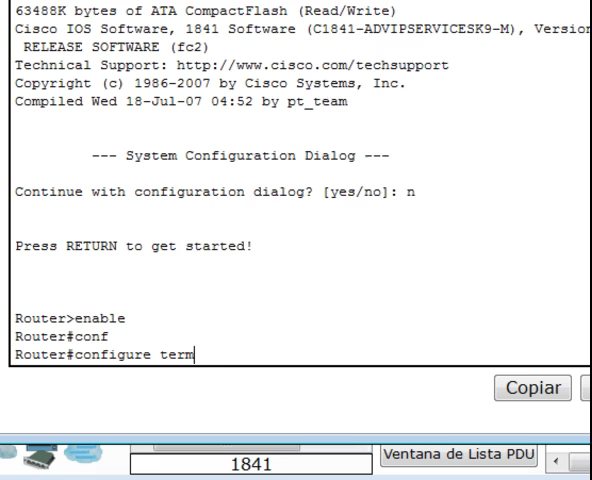 63488K bytes of ATA CompactFlash (Read/Write)
Cisco IOS Software, 1841 Software (C1841-ADVIPSERVICESK9-M), Version
RELEASE SOFTWARE (fc2)
Technical Support: http://www.cisco.com/techsupport
Copyright (c) 1986-2007 by Cisco Systems, Inc.
Compiled Wed 18-Jul-07 04:52 by pt_team
--- System Configuration Dialog ---
Continue with configuration dialog? [yes/no]: n
Press RETURN to get started!
Router>enable
Router#conf
Router#configure term
Copiar
1841
Ventana de Lista PDU